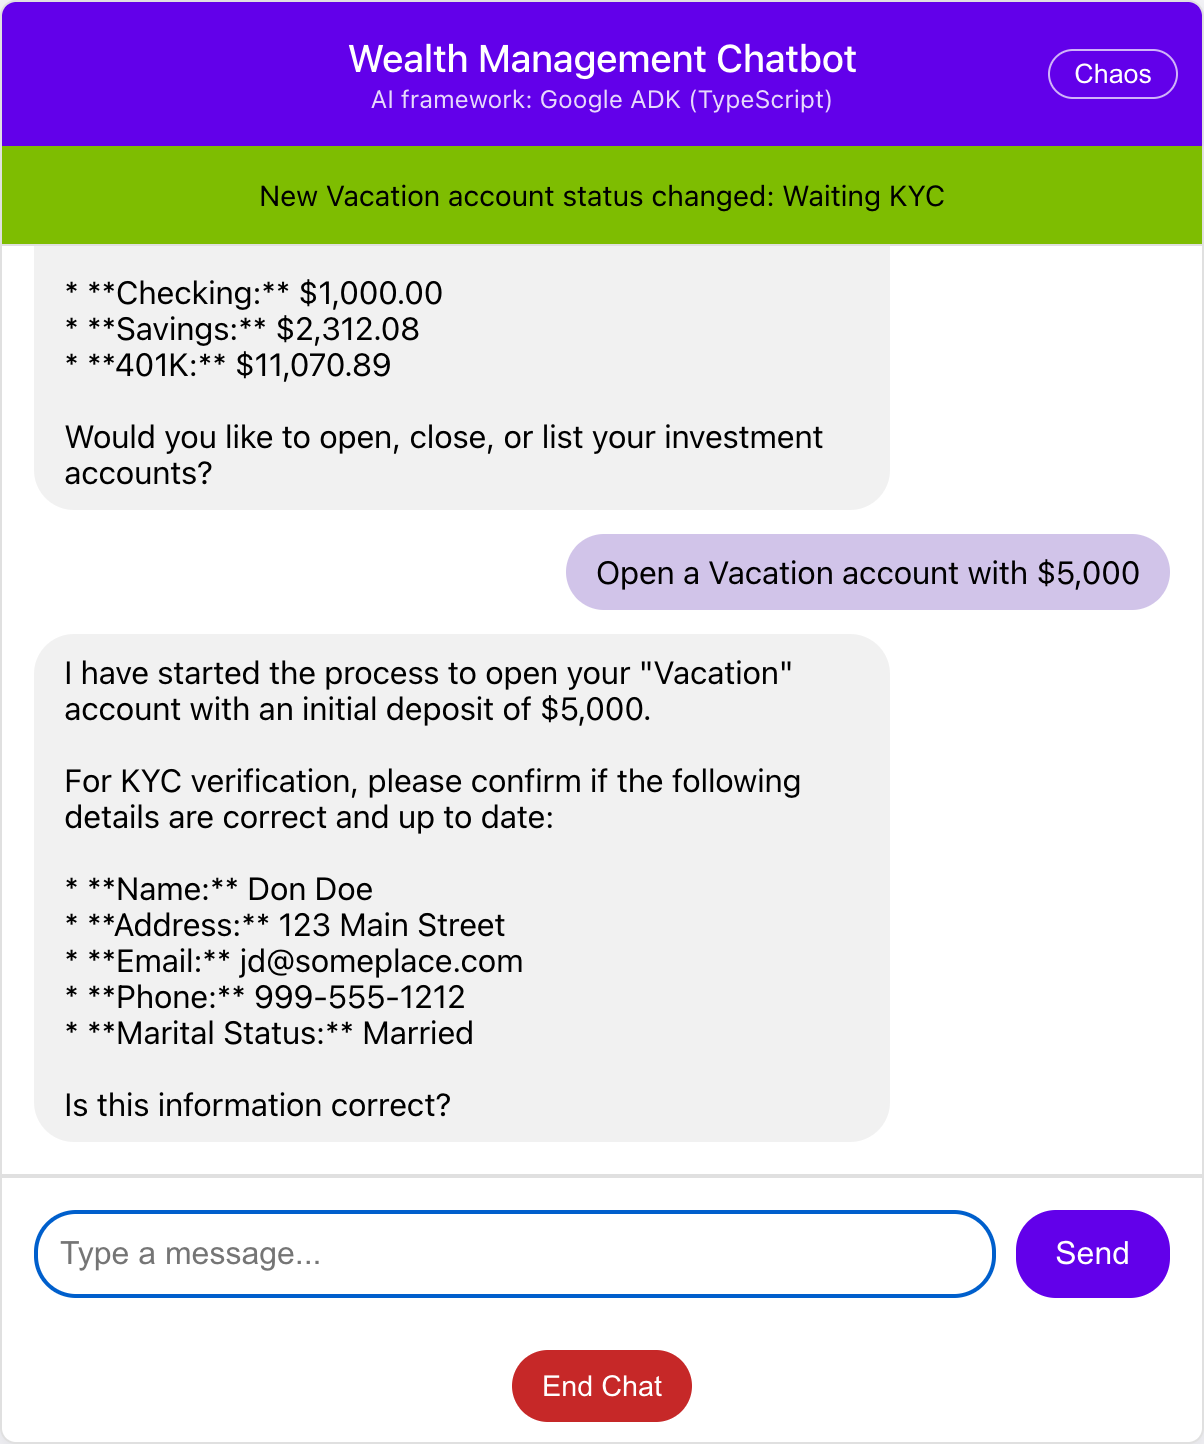 Wealth Management Chatbot
AI framework: Google ADK (TypeScript)
Chaos
New Vacation account status changed: Waiting KYC
* **Checking:** $1,000.00
* **Savings:** $2,312.08
* **401K:** $11,070.89
Would you like to open, close, or list your investment
accounts?
Open a Vacation account with $5,000
I have started the process to open your "Vacation"
account with an initial deposit of $5,000.
For KYC verification, please confirm if the following
details are correct and up to date:
* **Name:** Don Doe
* **Address:** 123 Main Street
* **Email:** jd@someplace.com
* **Phone:** 999-555-1212
* **Marital Status:** Married
Is this information correct?
Type a message...
Send
End Chat